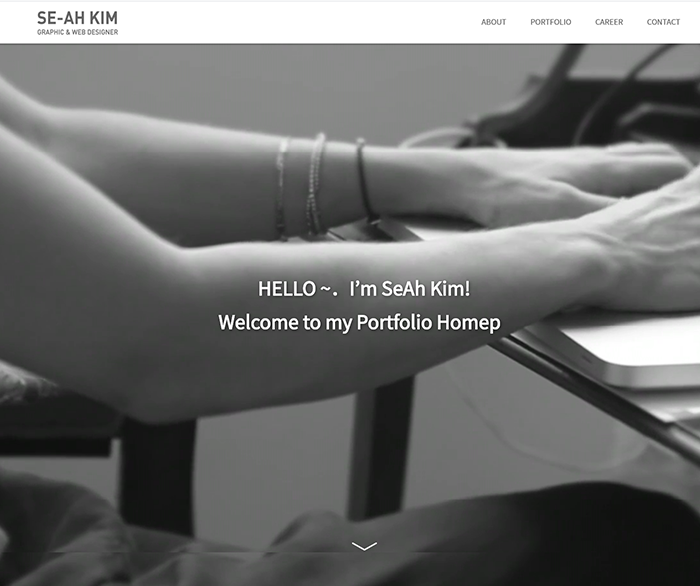 SE-AH KIM
GRAPHIC & WEB DESIGNER
ABOUT PORTFOLIO CAREER CONTACT
HELLO ~. I'm SeAh Kim!
Welcome to my Portfolio Homep